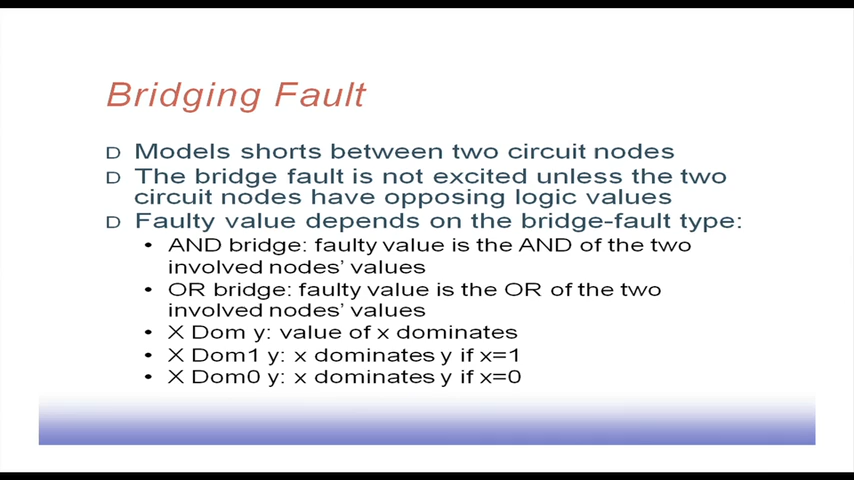 Bridging Fault
D Models shorts between two circuit nodes
D The bridge fault is not excited unless the two
circuit nodes have opposing logic values
D Faulty value depends on the bridge-fault type:
• AND bridge: faulty value is the AND of the two
involved nodes' values
• OR bridge: faulty value is the OR of the two
involved nodes' values
• X Dom y: value of x dominates
• X Dom1 y: x dominates y if x=1
• X Dom0 y: x dominates y if x=0